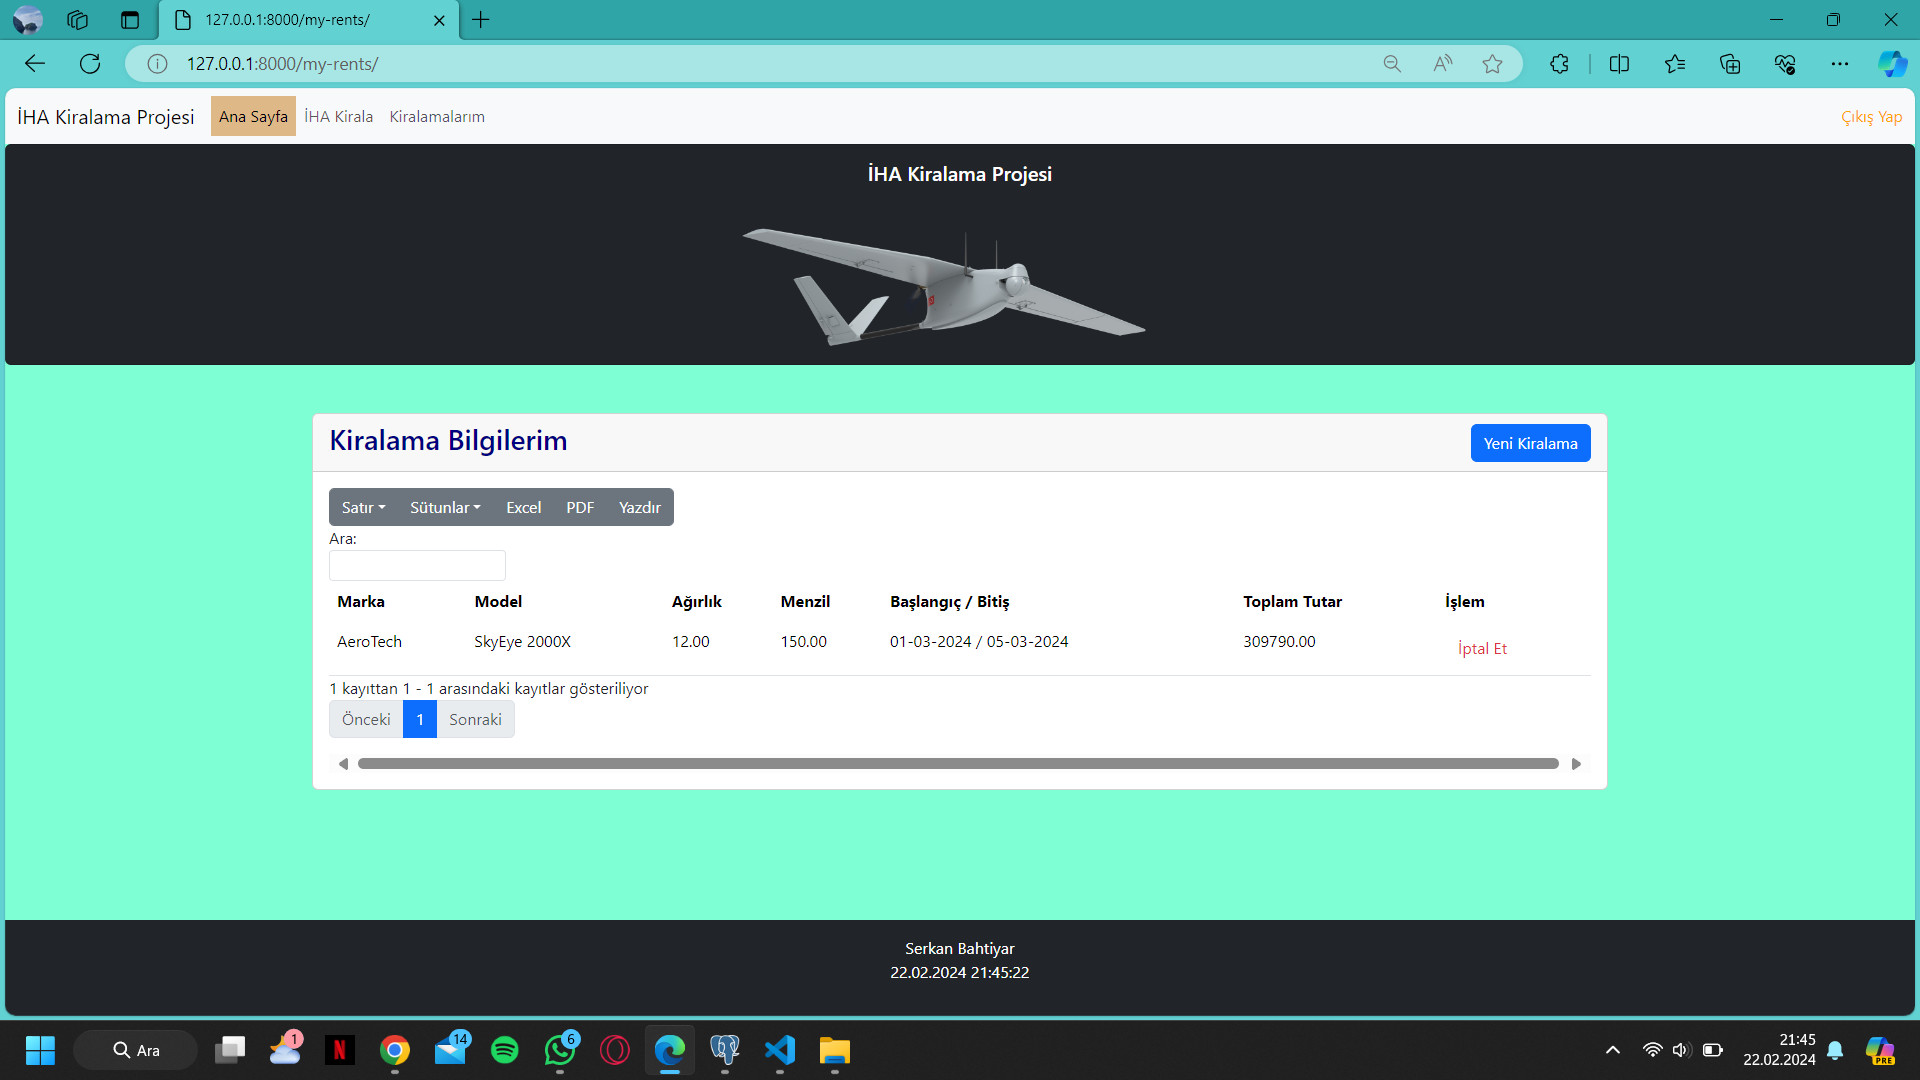 127.0.0.1:8000/my-rents/
127.0.0.1:8000/my-rents/
İHA Kiralama Projesi Ana Sayfa İHA Kirala Kiralamalarım Çıkış Yap
İHA Kiralama Projesi
Kiralama Bilgilerim Yeni Kiralama
Satır Sütunlar Excel PDF Yazdır
Ara:
Marka Model Ağırlık Menzil Başlangıç / Bitiş Toplam Tutar İşlem
AeroTech SkyEye 2000X 12.00 150.00 01-03-2024 / 05-03-2024 309790.00 İptal Et
1 kayıttan 1 - 1 arasındaki kayıtlar gösteriliyor
Önceki 1 Sonraki
Serkan Bahtiyar
22.02.2024 21:45:22
Ara 1 N 14 6 21:45
22.02.2024
PRE